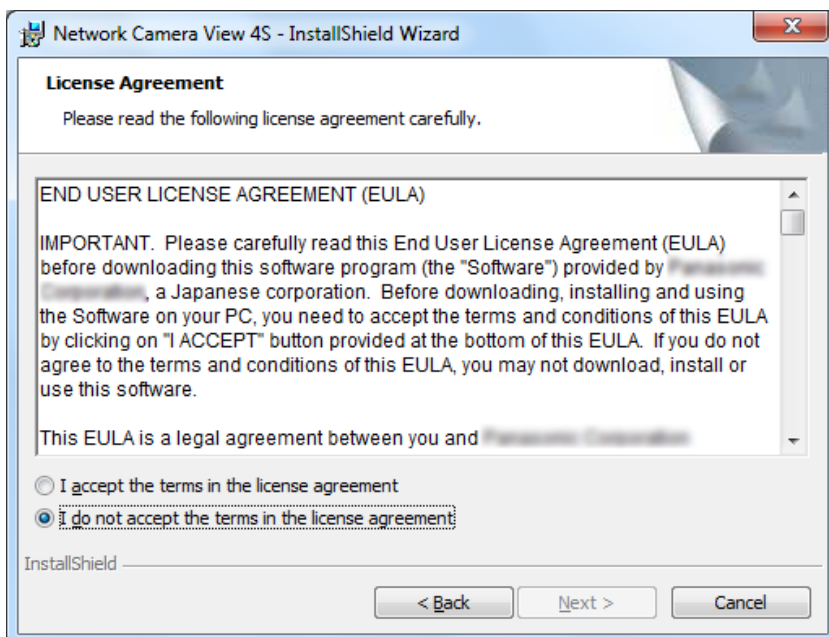 Network Camera View 4S - InstallShield Wizard
License Agreement
Please read the following license agreement carefully.
END USER LICENSE AGREEMENT (EULA)
IMPORTANT.  Please carefully read this End User License Agreement (EULA)
before downloading this software program (the "Software") provided by
, a Japanese corporation.  Before downloading, installing and using
the Software on your PC, you need to accept the terms and conditions of this EULA
by clicking on "I ACCEPT" button provided at the bottom of this EULA.  If you do not
agree to the terms and conditions of this EULA, you may not download, install or
use this software.
This EULA is a legal agreement between you and
I accept the terms in the license agreement
I do not accept the terms in the license agreement
InstallShield
< Back
Next >
Cancel